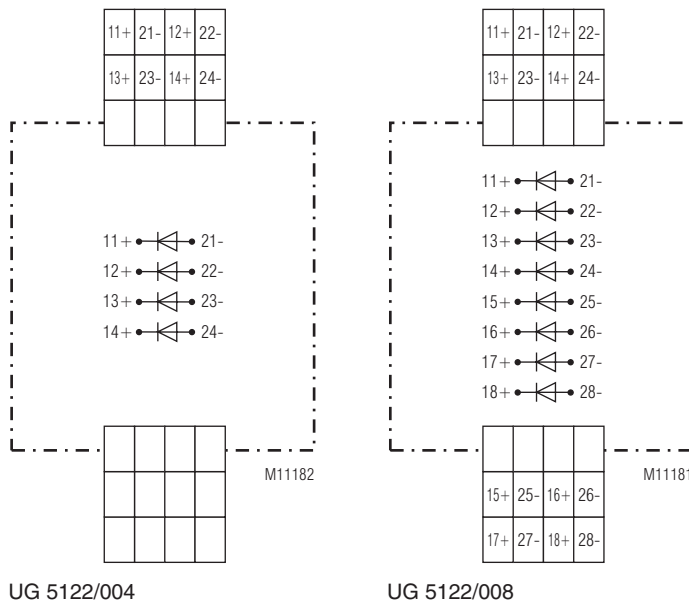 11+ 21- 12+ 22-
13+ 23- 14+ 24-
11+ 21-
12+ 22-
13+ 23-
14+ 24-
M11182
UG 5122/004
11+ 21- 12+ 22-
13+ 23- 14+ 24-
11+ 21-
12+ 22-
13+ 23-
14+ 24-
15+ 25-
16+ 26-
17+ 27-
18+ 28-
M11181
15+ 25- 16+ 26-
17+ 27- 18+ 28-
UG 5122/008